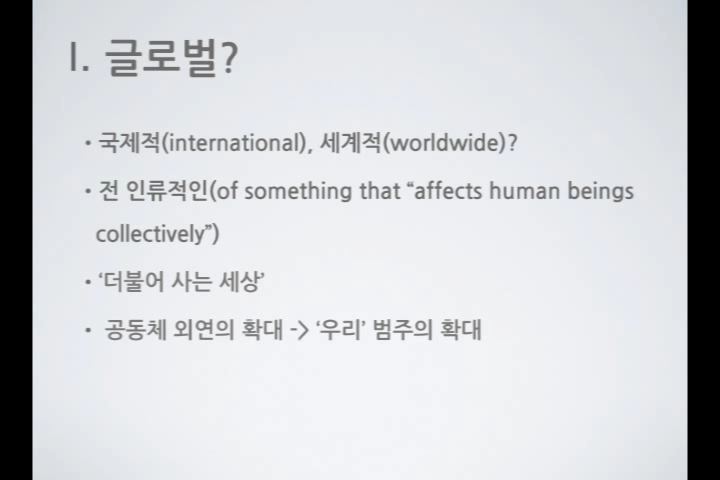 I. 글로벌?
• 국제적(international), 세계적(worldwide)?
• 전 인류적인(of something that “affects human beings
collectively”)
• ‘더불어 사는 세상’
• 공동체 외연의 확대 -> ‘우리’ 범주의 확대